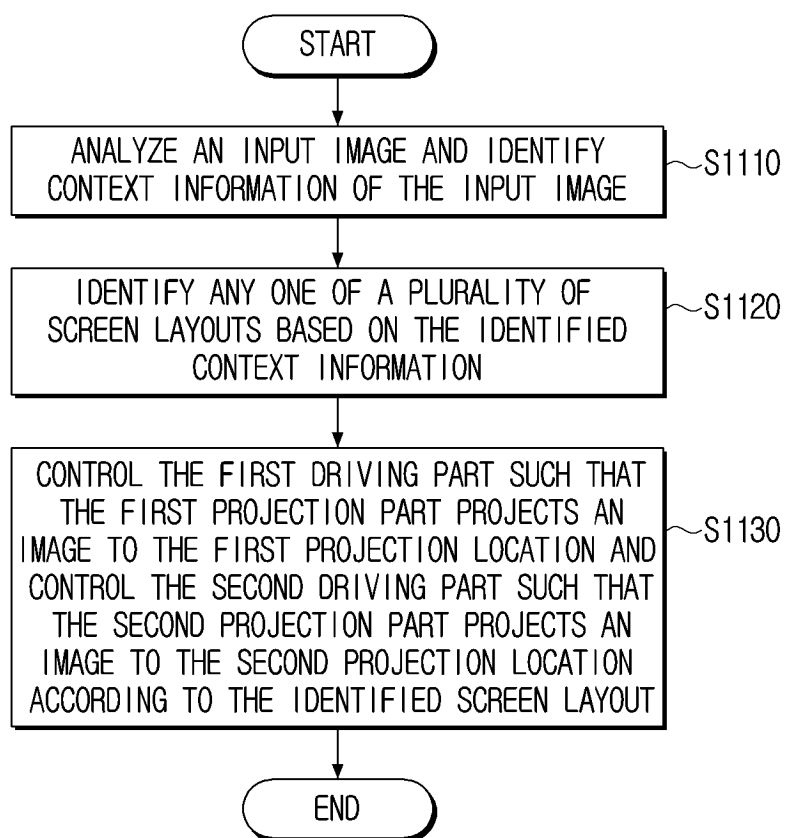 START
ANALYZE AN INPUT IMAGE AND IDENTIFY
CONTEXT INFORMATION OF THE INPUT IMAGE
S1110
IDENTIFY ANY ONE OF A PLURALITY OF
SCREEN LAYOUTS BASED ON THE IDENTIFIED
CONTEXT INFORMATION
S1120
CONTROL THE FIRST DRIVING PART SUCH THAT
THE FIRST PROJECTION PART PROJECTS AN
IMAGE TO THE FIRST PROJECTION LOCATION AND
CONTROL THE SECOND DRIVING PART SUCH THAT
THE SECOND PROJECTION PART PROJECTS AN
IMAGE TO THE SECOND PROJECTION LOCATION
ACCORDING TO THE IDENTIFIED SCREEN LAYOUT
S1130
END